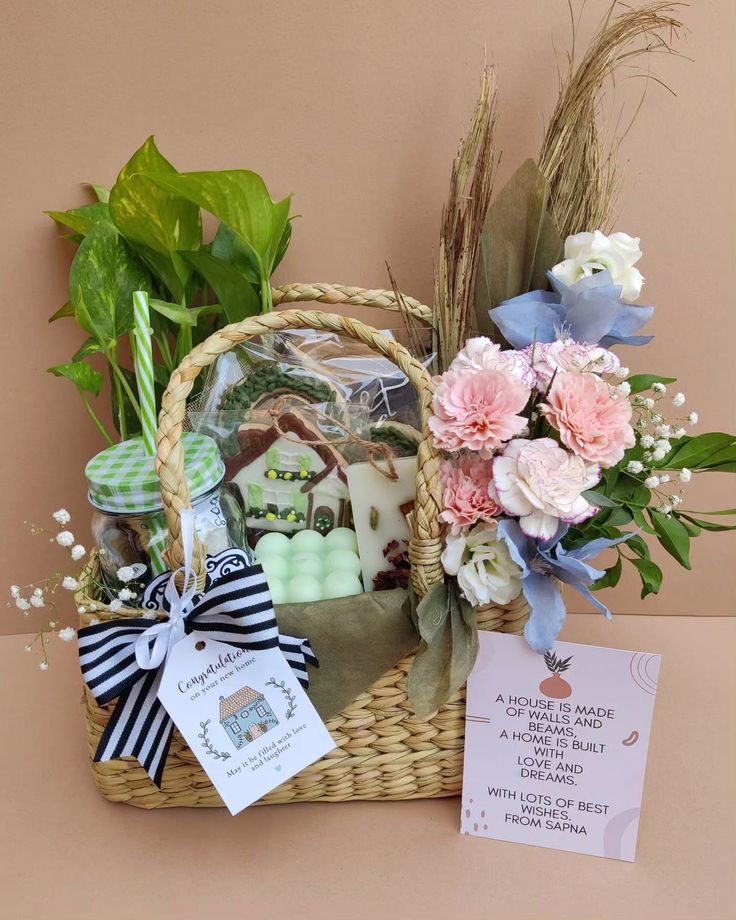 Congratulations
on your new home
May it be filled with love
and laughter
A HOUSE IS MADE
OF WALLS AND
BEAMS,
A HOME IS BUILT
WITH
LOVE AND
DREAMS.
WITH LOTS OF BEST
WISHES.
FROM SAPNA